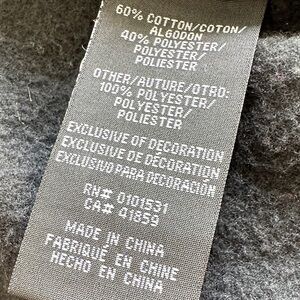 60% COTTON/COTON/
ALGODON
40% POLYESTER/
POLYESTER/
POLIESTER
OTHER/AUTURE/OTRO:
100% POLYESTER/
POLYESTER/
POLIESTER
EXCLUSIVE OF DECORATION
EXCLUSIVE DE DÉCORATION
EXCLUSIVO PARA DECORACIÓN
RN# 0101531
CA# 41859
MADE IN CHINA
FABRIQUÉ EN CHINE
HECHO EN CHINA